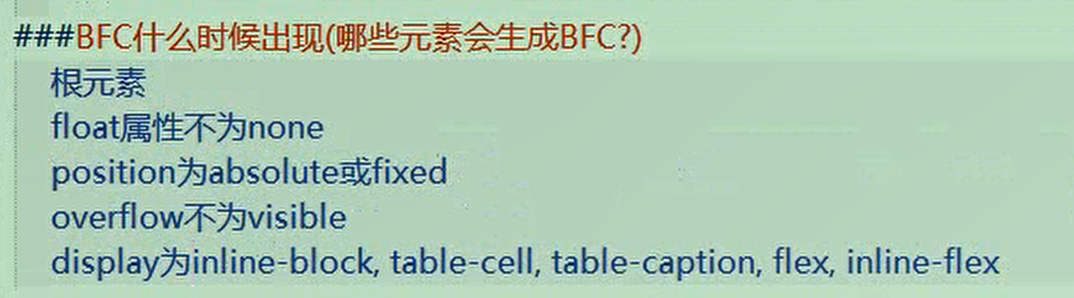 ###BFC什么时候出现(哪些元素会生成BFC?)
根元素
float属性不为none
position为absolute或fixed
overflow不为visible
display为inline-block, table-cell, table-caption, flex, inline-flex